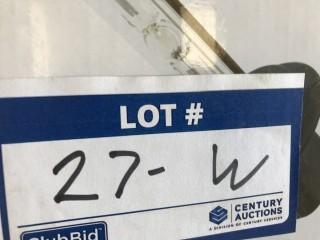 LOT #
27- W
CENTURY
AUCTIONS
A DIVISION OF CENTURY SERVICES
ClubBid